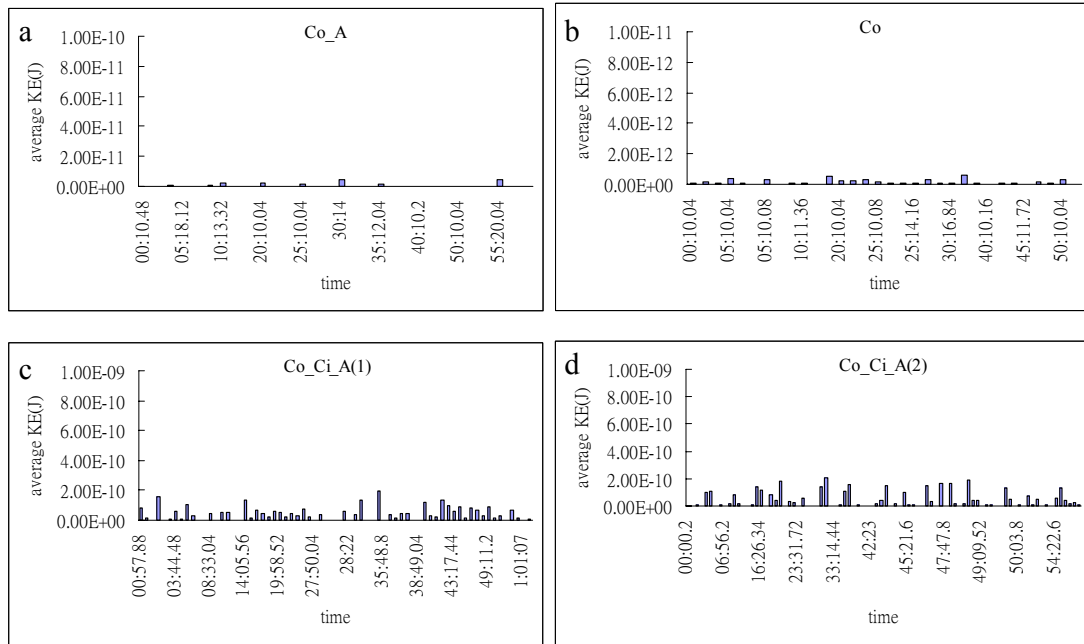 a
Co_A
1.00E-10
8.00E-11
6.00E-11
4.00E-11
2.00E-11
0.00E+00
average KE(J)
00:10.48
05:18.12
10:13.32
20:10.04
25:10.04
30:14
35:12.04
40:10.2
50:10.04
55:20.04
time
b
Co
1.00E-11
8.00E-12
6.00E-12
4.00E-12
2.00E-12
0.00E+00
average KE(J)
00:10.04
05:10.04
05:10.08
10:11.36
20:10.04
25:10.08
25:14.16
30:16.84
40:10.16
45:11.72
50:10.04
time
c
Co_Ci_A(1)
1.00E-09
8.00E-10
6.00E-10
4.00E-10
2.00E-10
0.00E+00
average KE(J)
00:57.88
03:44.48
08:33.04
14:05.56
19:58.52
27:50.04
28:22
35:48.8
38:49.04
43:17.44
49:11.2
1:01:07
time
d
Co_Ci_A(2)
1.00E-09
8.00E-10
6.00E-10
4.00E-10
2.00E-10
0.00E+00
average KE(J)
00:00.2
06:56.2
16:26.34
23:31.72
33:14.44
42:23
45:21.6
47:47.8
49:09.52
50:03.8
54:22.6
time